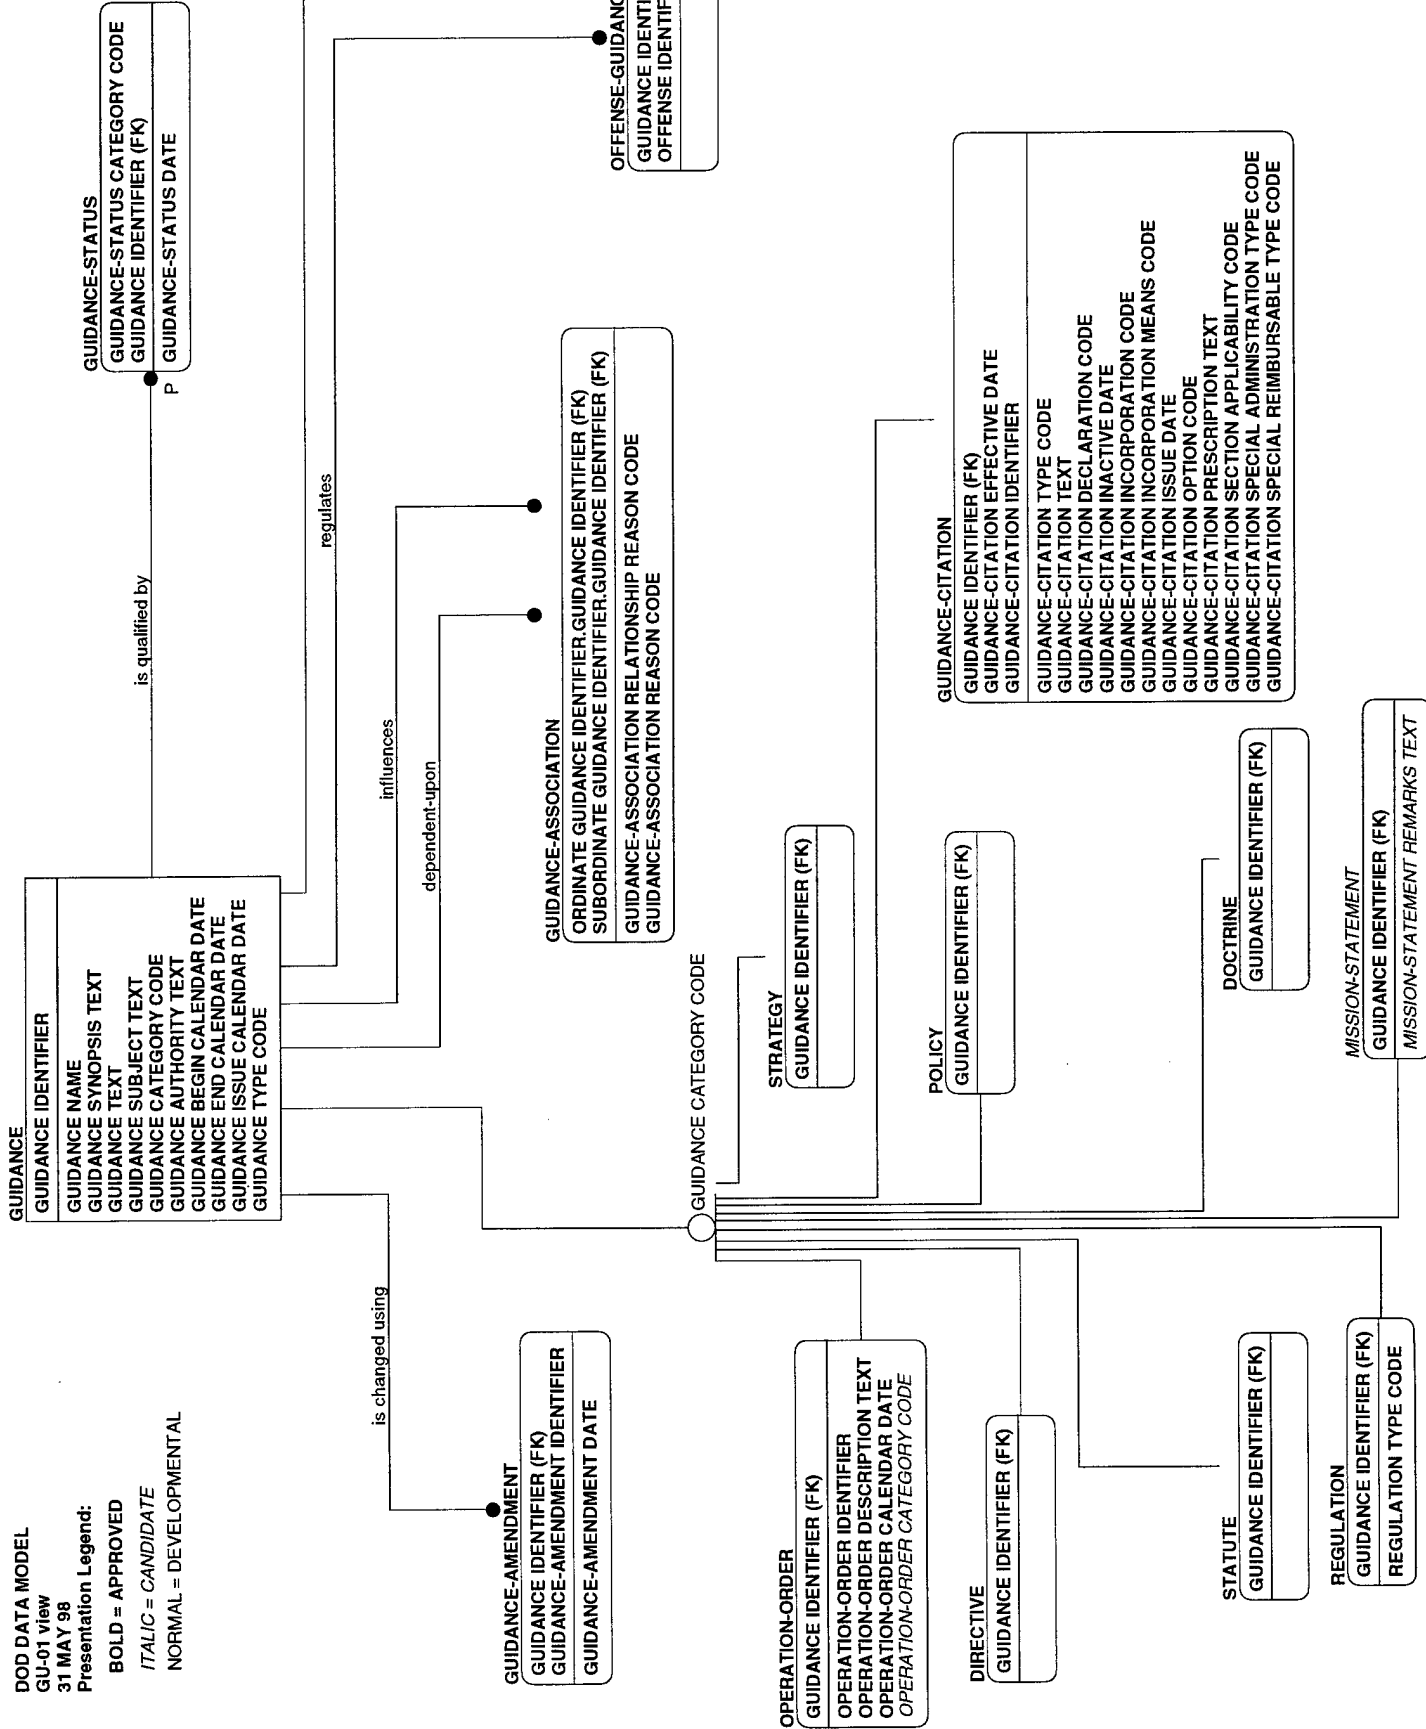 DOD DATA MODEL
GU-01 view
31 MAY 98
Presentation Legend:
BOLD = APPROVED
ITALIC = CANDIDATE
NORMAL = DEVELOPMENTAL
GUIDANCE
GUIDANCE IDENTIFIER
GUIDANCE NAME
GUIDANCE SYNOPSIS TEXT
GUIDANCE TEXT
GUIDANCE SUBJECT TEXT
GUIDANCE CATEGORY CODE
GUIDANCE AUTHORITY TEXT
GUIDANCE BEGIN CALENDAR DATE
GUIDANCE END CALENDAR DATE
GUIDANCE ISSUE CALENDAR DATE
GUIDANCE TYPE CODE
is qualified by
P
GUIDANCE-STATUS
GUIDANCE-STATUS CATEGORY CODE
GUIDANCE IDENTIFIER (FK)
GUIDANCE-STATUS DATE
regulates
influences
dependent-upon
is changed using
OFFENSE-GUIDANC
GUIDANCE IDENTI
OFFENSE IDENTIF
GUIDANCE-AMENDMENT
GUIDANCE IDENTIFIER (FK)
GUIDANCE-AMENDMENT IDENTIFIER
GUIDANCE-AMENDMENT DATE
GUIDANCE-ASSOCIATION
ORDINATE GUIDANCE IDENTIFIER.GUIDANCE IDENTIFIER (FK)
SUBORDINATE GUIDANCE IDENTIFIER.GUIDANCE IDENTIFIER (FK)
GUIDANCE-ASSOCIATION RELATIONSHIP REASON CODE
GUIDANCE-ASSOCIATION REASON CODE
GUIDANCE CATEGORY CODE
OPERATION-ORDER
GUIDANCE IDENTIFIER (FK)
OPERATION-ORDER IDENTIFIER
OPERATION-ORDER DESCRIPTION TEXT
OPERATION-ORDER CALENDAR DATE
OPERATION-ORDER CATEGORY CODE
STRATEGY
GUIDANCE IDENTIFIER (FK)
GUIDANCE-CITATION
GUIDANCE IDENTIFIER (FK)
GUIDANCE-CITATION EFFECTIVE DATE
GUIDANCE-CITATION IDENTIFIER
GUIDANCE-CITATION TYPE CODE
GUIDANCE-CITATION TEXT
GUIDANCE-CITATION DECLARATION CODE
GUIDANCE-CITATION INACTIVE DATE
GUIDANCE-CITATION INCORPORATION CODE
GUIDANCE-CITATION INCORPORATION MEANS CODE
GUIDANCE-CITATION ISSUE DATE
GUIDANCE-CITATION OPTION CODE
GUIDANCE-CITATION PRESCRIPTION TEXT
GUIDANCE-CITATION SECTION APPLICABILITY CODE
GUIDANCE-CITATION SPECIAL ADMINISTRATION TYPE CODE
GUIDANCE-CITATION SPECIAL REIMBURSABLE TYPE CODE
DIRECTIVE
GUIDANCE IDENTIFIER (FK)
POLICY
GUIDANCE IDENTIFIER (FK)
STATUTE
GUIDANCE IDENTIFIER (FK)
DOCTRINE
GUIDANCE IDENTIFIER (FK)
REGULATION
GUIDANCE IDENTIFIER (FK)
REGULATION TYPE CODE
MISSION-STATEMENT
GUIDANCE IDENTIFIER (FK)
MISSION-STATEMENT REMARKS TEXT